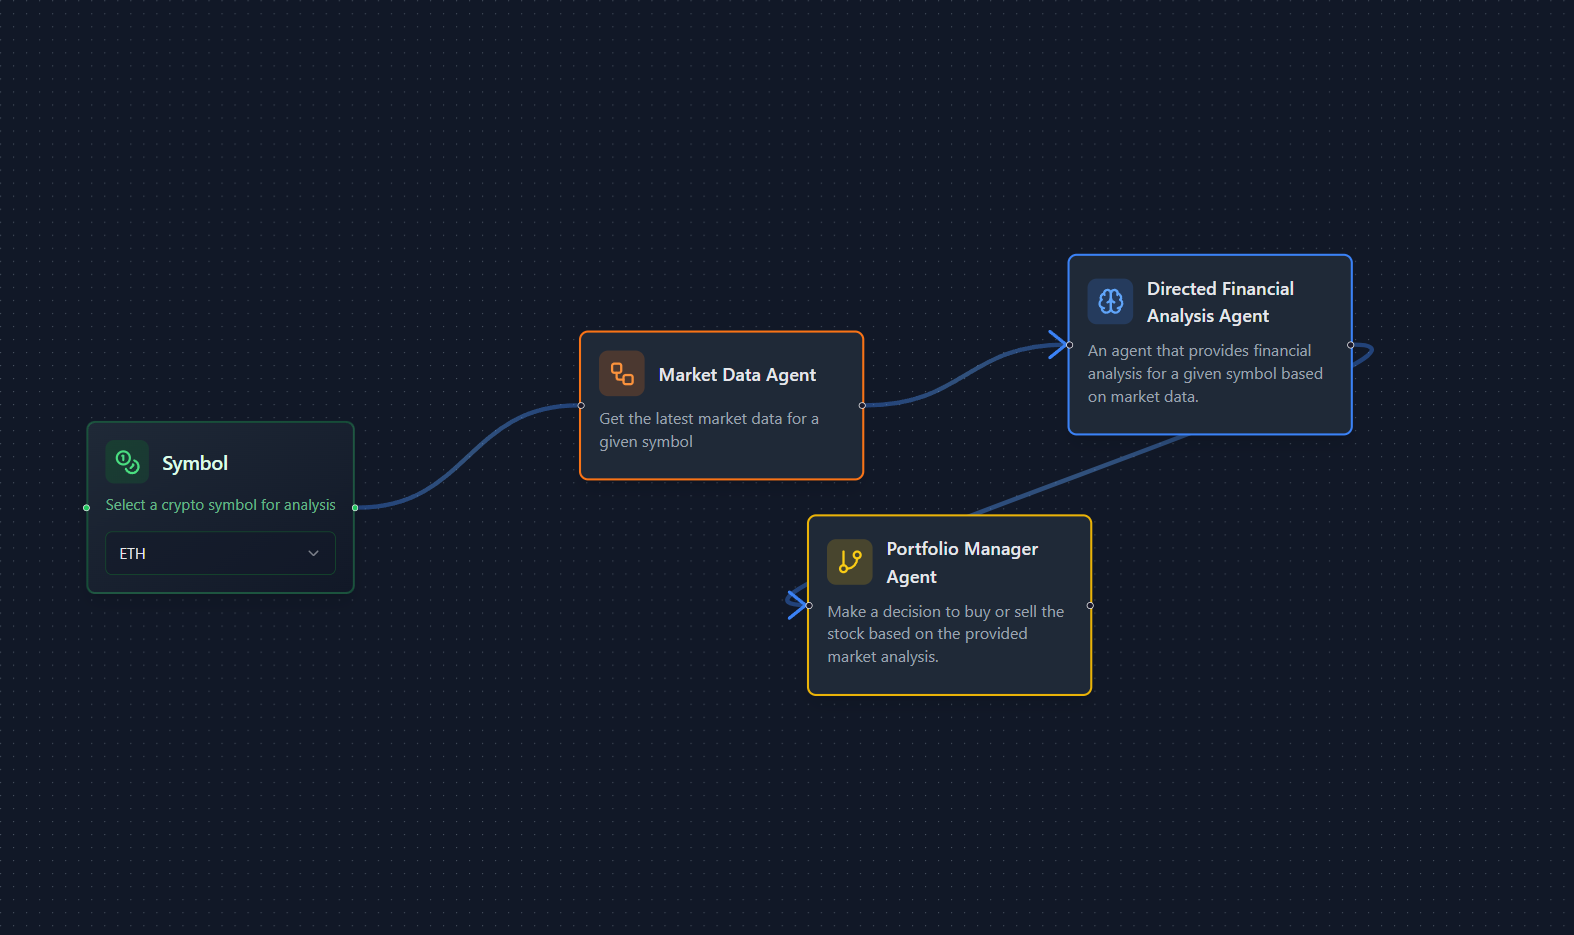 Symbol
Select a crypto symbol for analysis
ETH
Market Data Agent
Get the latest market data for a
given symbol
Directed Financial
Analysis Agent
An agent that provides financial
analysis for a given symbol based
on market data.
Portfolio Manager
Agent
Make a decision to buy or sell the
stock based on the provided
market analysis.